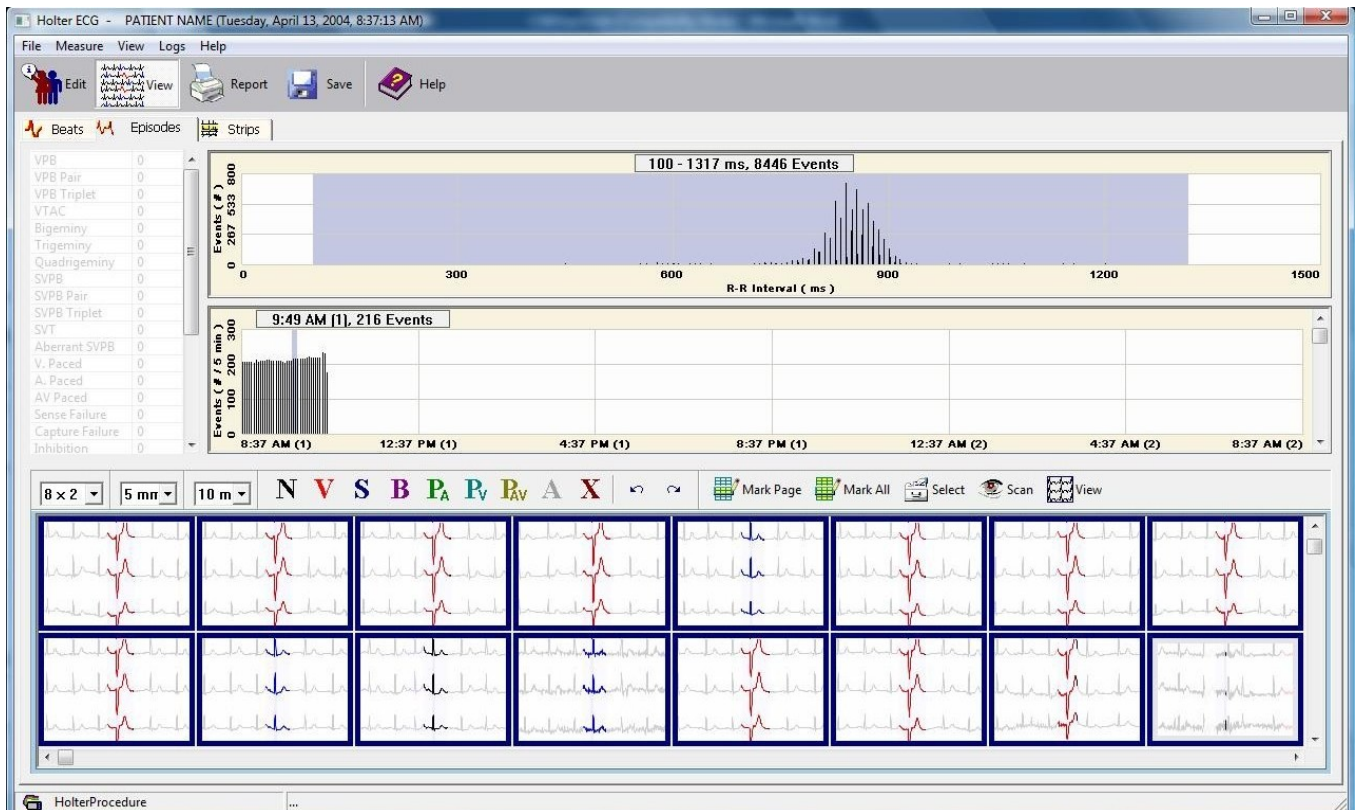 Holter ECG - PATIENT NAME (Tuesday, April 13, 2004, 8:37:13 AM)
File Measure View Logs Help
Edit View Report Save Help
Beats Episodes Strips
VPB 0
VPB Pair 0
VPB Triplet 0
VTAC 0
Bigeminy 0
Trigeminy 0
Quadrigeminy 0
SVPB 0
SVPB Pair 0
SVPB Triplet 0
SVT 0
Aberrant SVPB 0
V. Paced 0
A. Paced 0
AV Paced 0
Sense Failure 0
Capture Failure 0
Inhibition 0
100 - 1317 ms, 8446 Events
Events ( # )
800
533
267
0
0 300 600 900 1200 1500
R-R Interval ( ms )
9:49 AM (1), 216 Events
Events ( # / 5 min )
300
200
100
0
8:37 AM (1) 12:37 PM (1) 4:37 PM (1) 8:37 PM (1) 12:37 AM (2) 4:37 AM (2) 8:37 AM (2)
8 x 2 5 mm 10 m N V S B PA PV PAV A X Mark Page Mark All Select Scan View
HolterProcedure ...